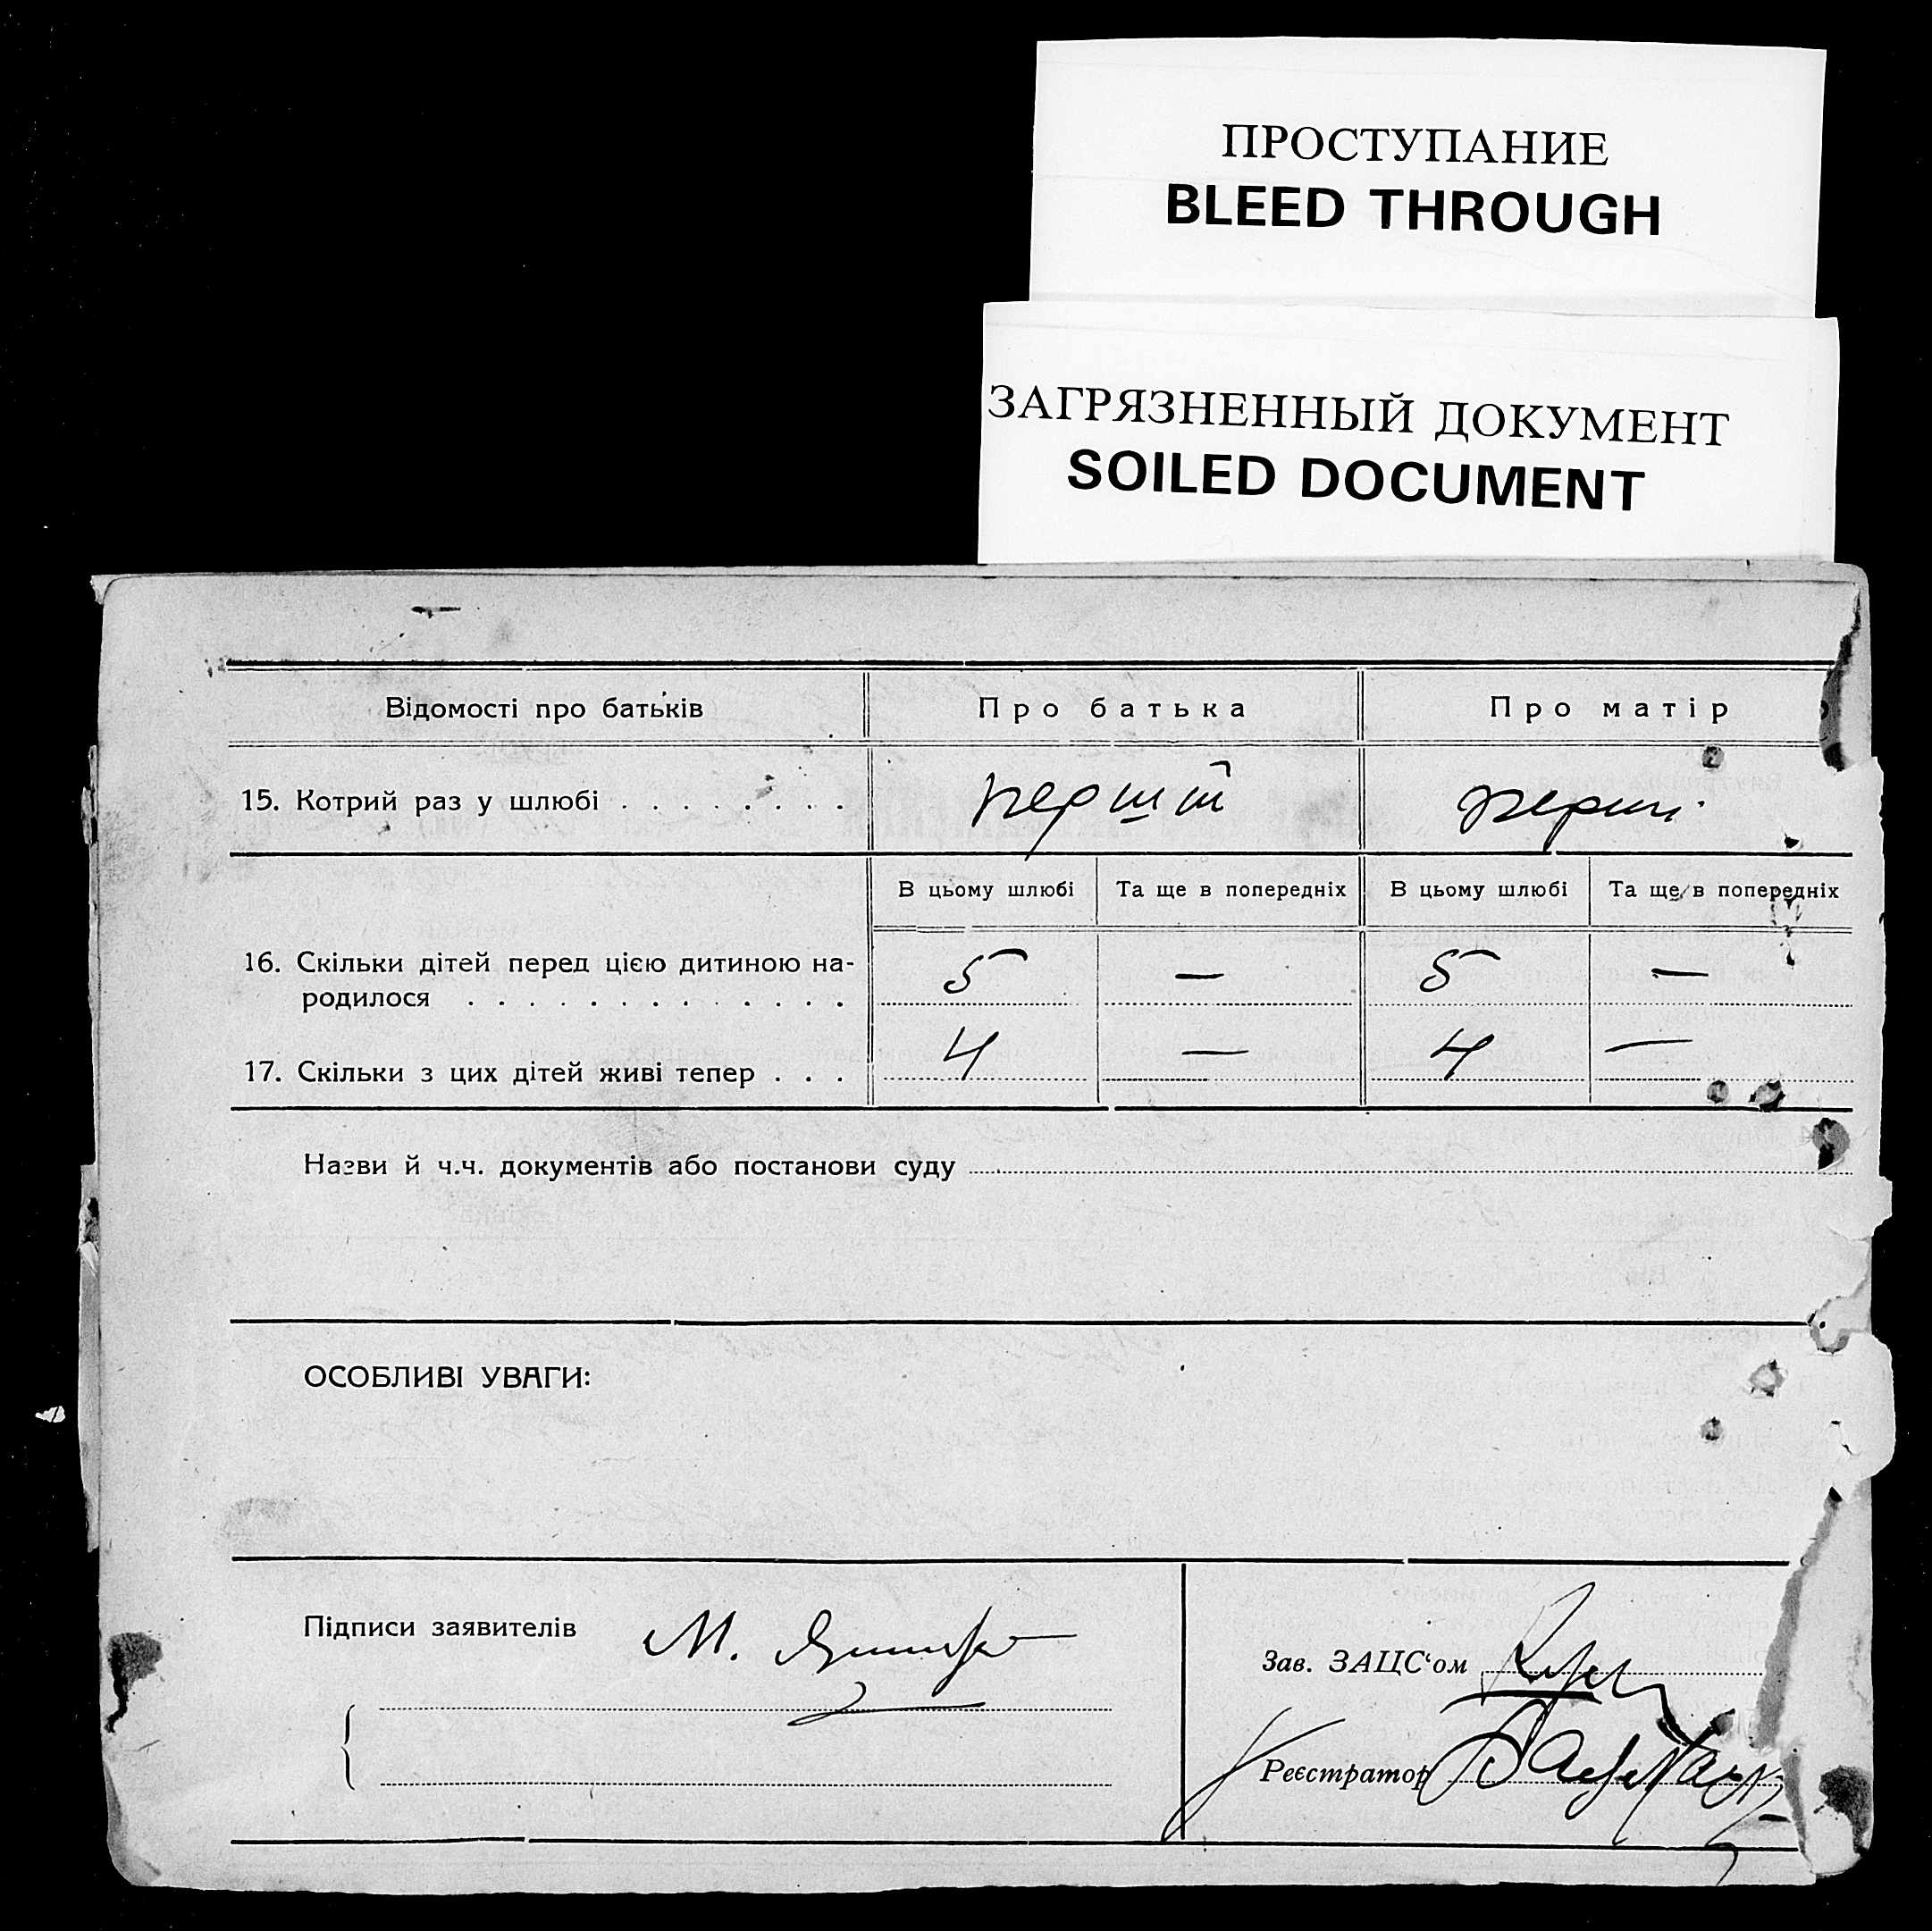 ПРОСТУПАНИЕ
BLEED THROUGH
ЗАГРЯЗНЕННЫЙ ДОКУМЕНТ
SOILED DOCUMENT
Відомості про батьків Про батька Про матір
15. Котрий раз у шлюбі . . . . . . . . перший перш.
В цьому шлюбі Та ще в попередніх В цьому шлюбі Та ще в попередніх
16. Скільки дітей перед цією дитиною на-
родилося . . . . . . . . . . . . . 5 — 5 —
17. Скільки з цих дітей живі тепер . . . 4 — 4 —
Назви й ч.ч. документів або постанови суду
ОСОБЛИВІ УВАГИ:
Підписи заявителів М.
Зав. ЗАЦС'ом
Реєстратор